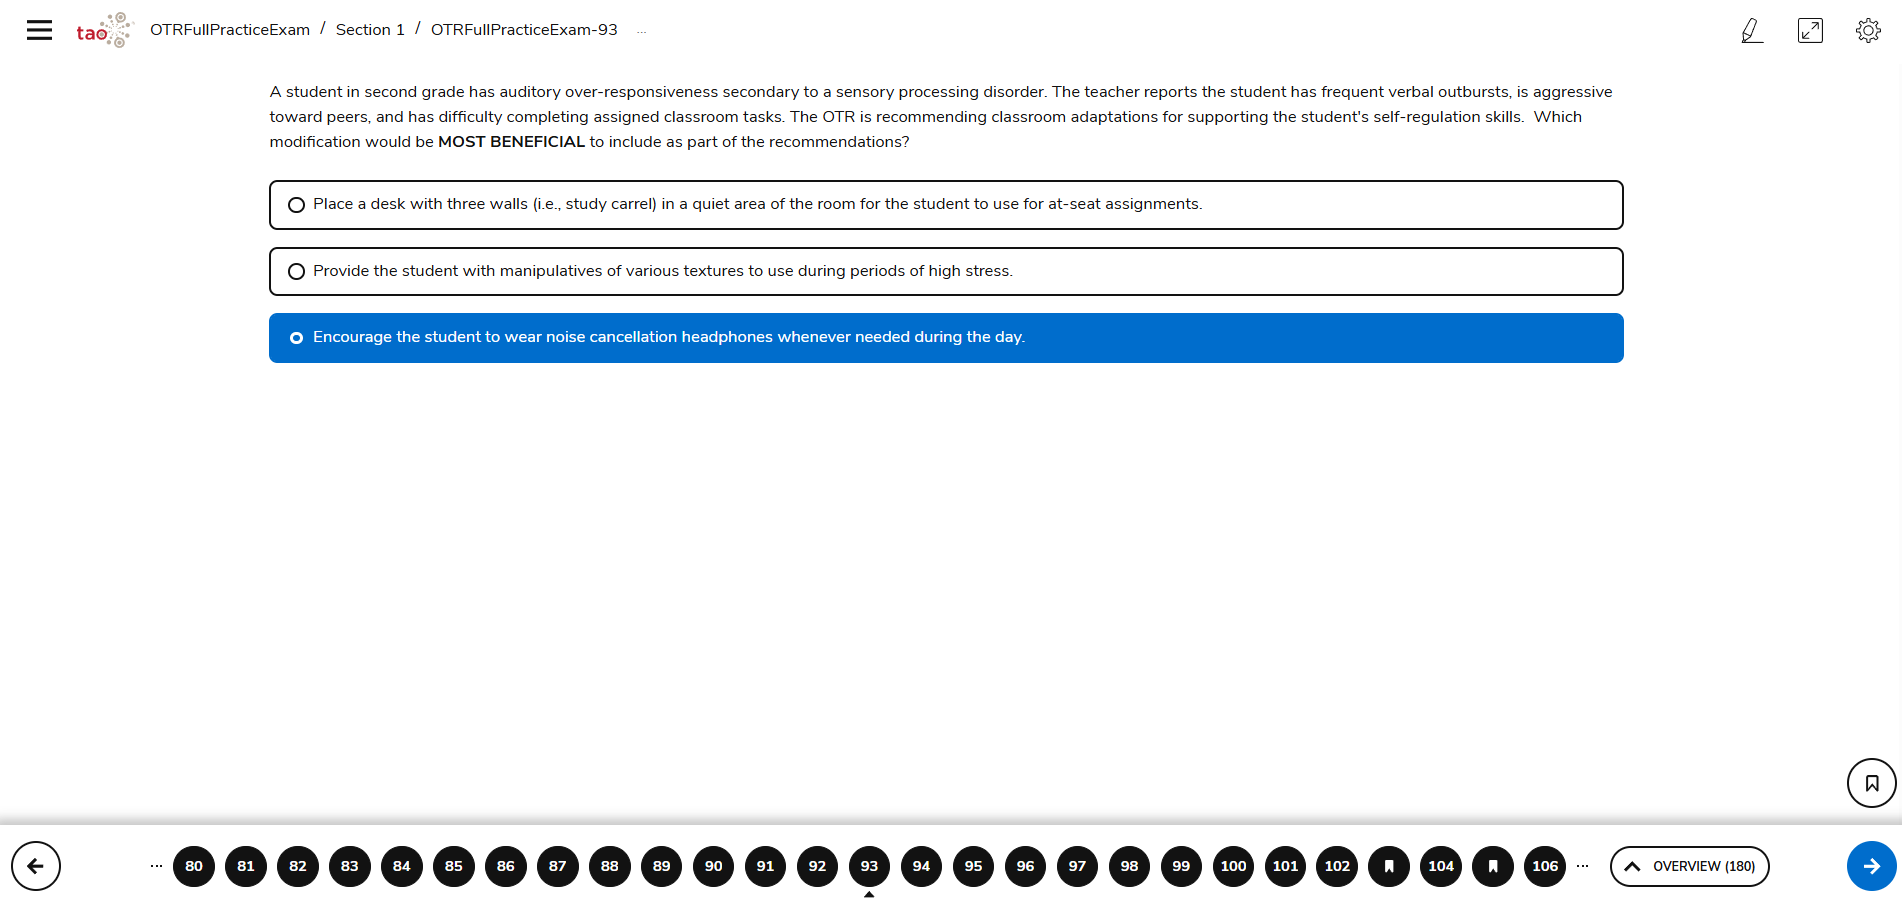 tao
OTRFullPracticeExam / Section 1 / OTRFullPracticeExam-93 ...
A student in second grade has auditory over-responsiveness secondary to a sensory processing disorder. The teacher reports the student has frequent verbal outbursts, is aggressive
toward peers, and has difficulty completing assigned classroom tasks. The OTR is recommending classroom adaptations for supporting the student's self-regulation skills.  Which
modification would be MOST BENEFICIAL to include as part of the recommendations?
Place a desk with three walls (i.e., study carrel) in a quiet area of the room for the student to use for at-seat assignments.
Provide the student with manipulatives of various textures to use during periods of high stress.
Encourage the student to wear noise cancellation headphones whenever needed during the day.
... 80 81 82 83 84 85 86 87 88 89 90 91 92 93 94 95 96 97 98 99 100 101 102 104 106 ... OVERVIEW (180)